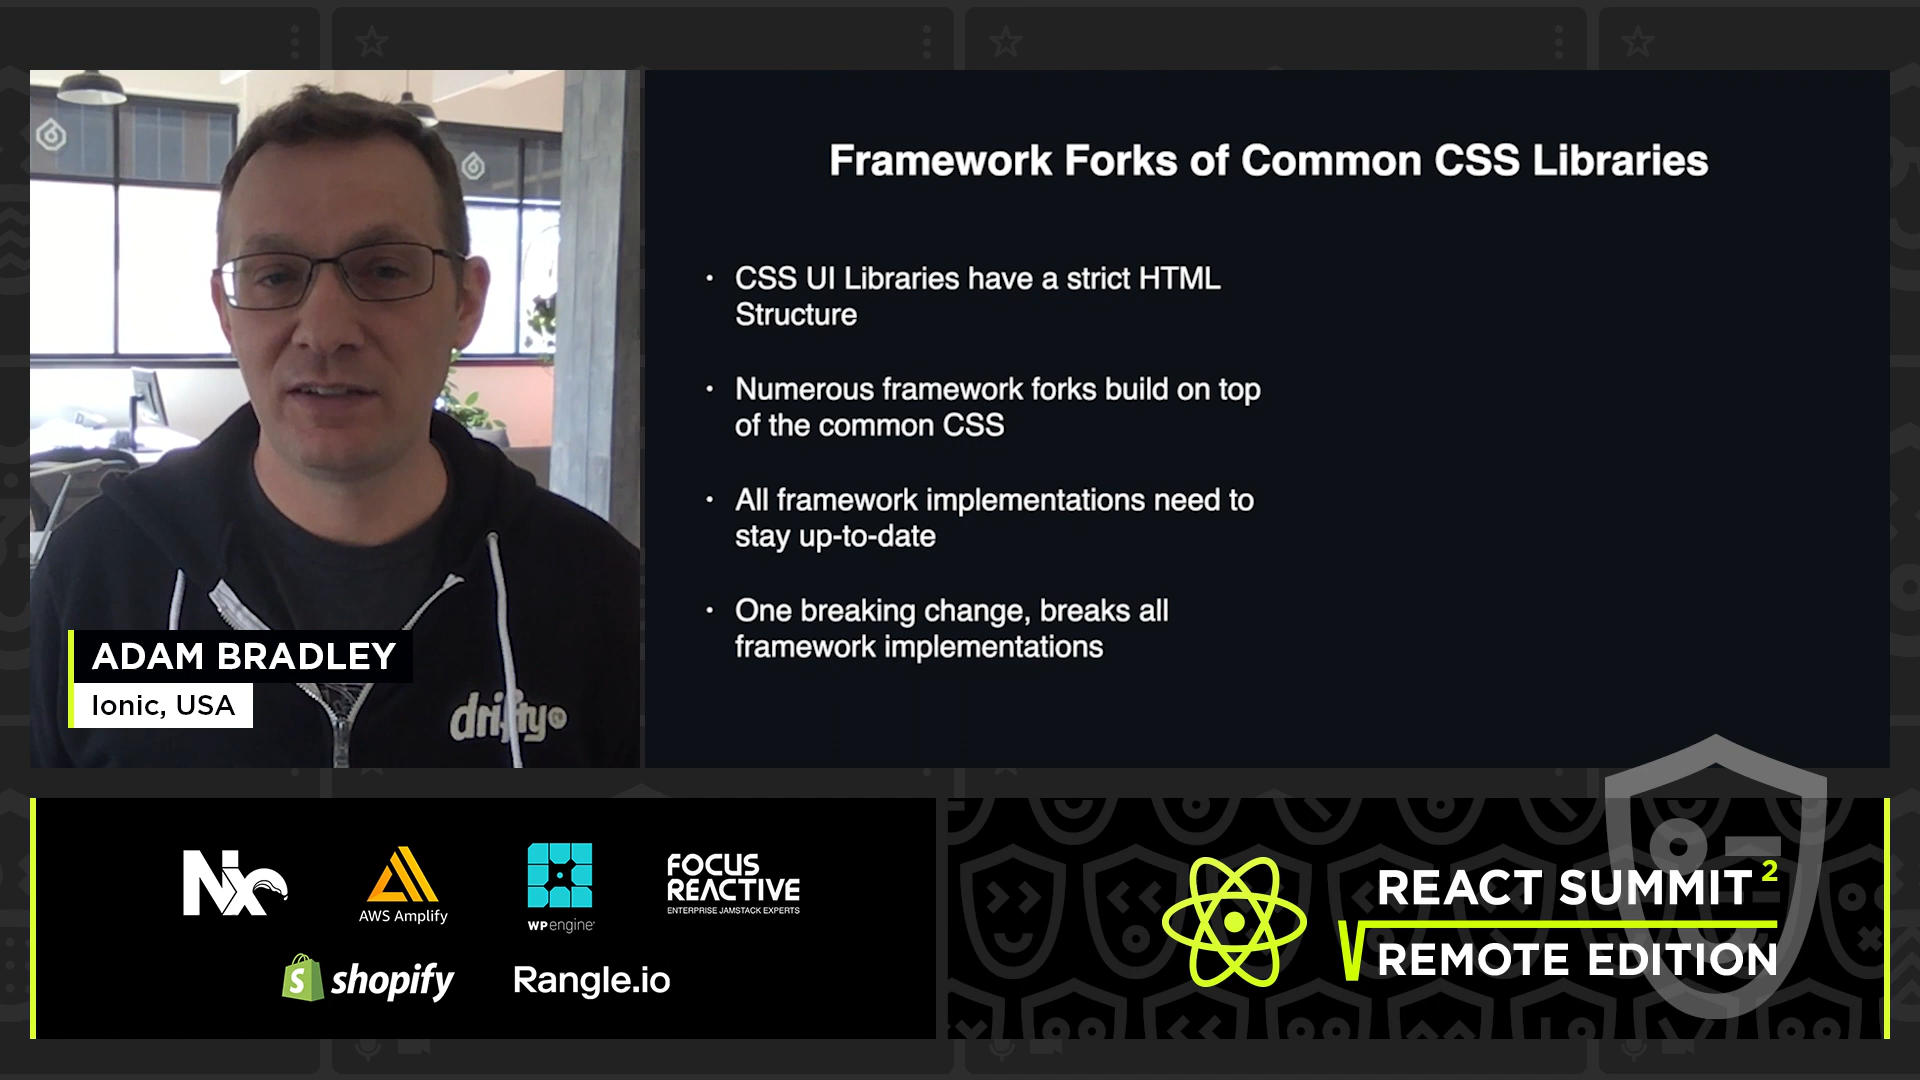 Framework Forks of Common CSS Libraries
• CSS UI Libraries have a strict HTML
Structure
• Numerous framework forks build on top
of the common CSS
• All framework implementations need to
stay up-to-date
• One breaking change, breaks all
framework implementations
ADAM BRADLEY
Ionic, USA
drifty co
Nx
AWS Amplify
WP engine
FOCUS
REACTIVE
ENTERPRISE JAMSTACK EXPERTS
shopify
Rangle.io
REACT SUMMIT 2
REMOTE EDITION